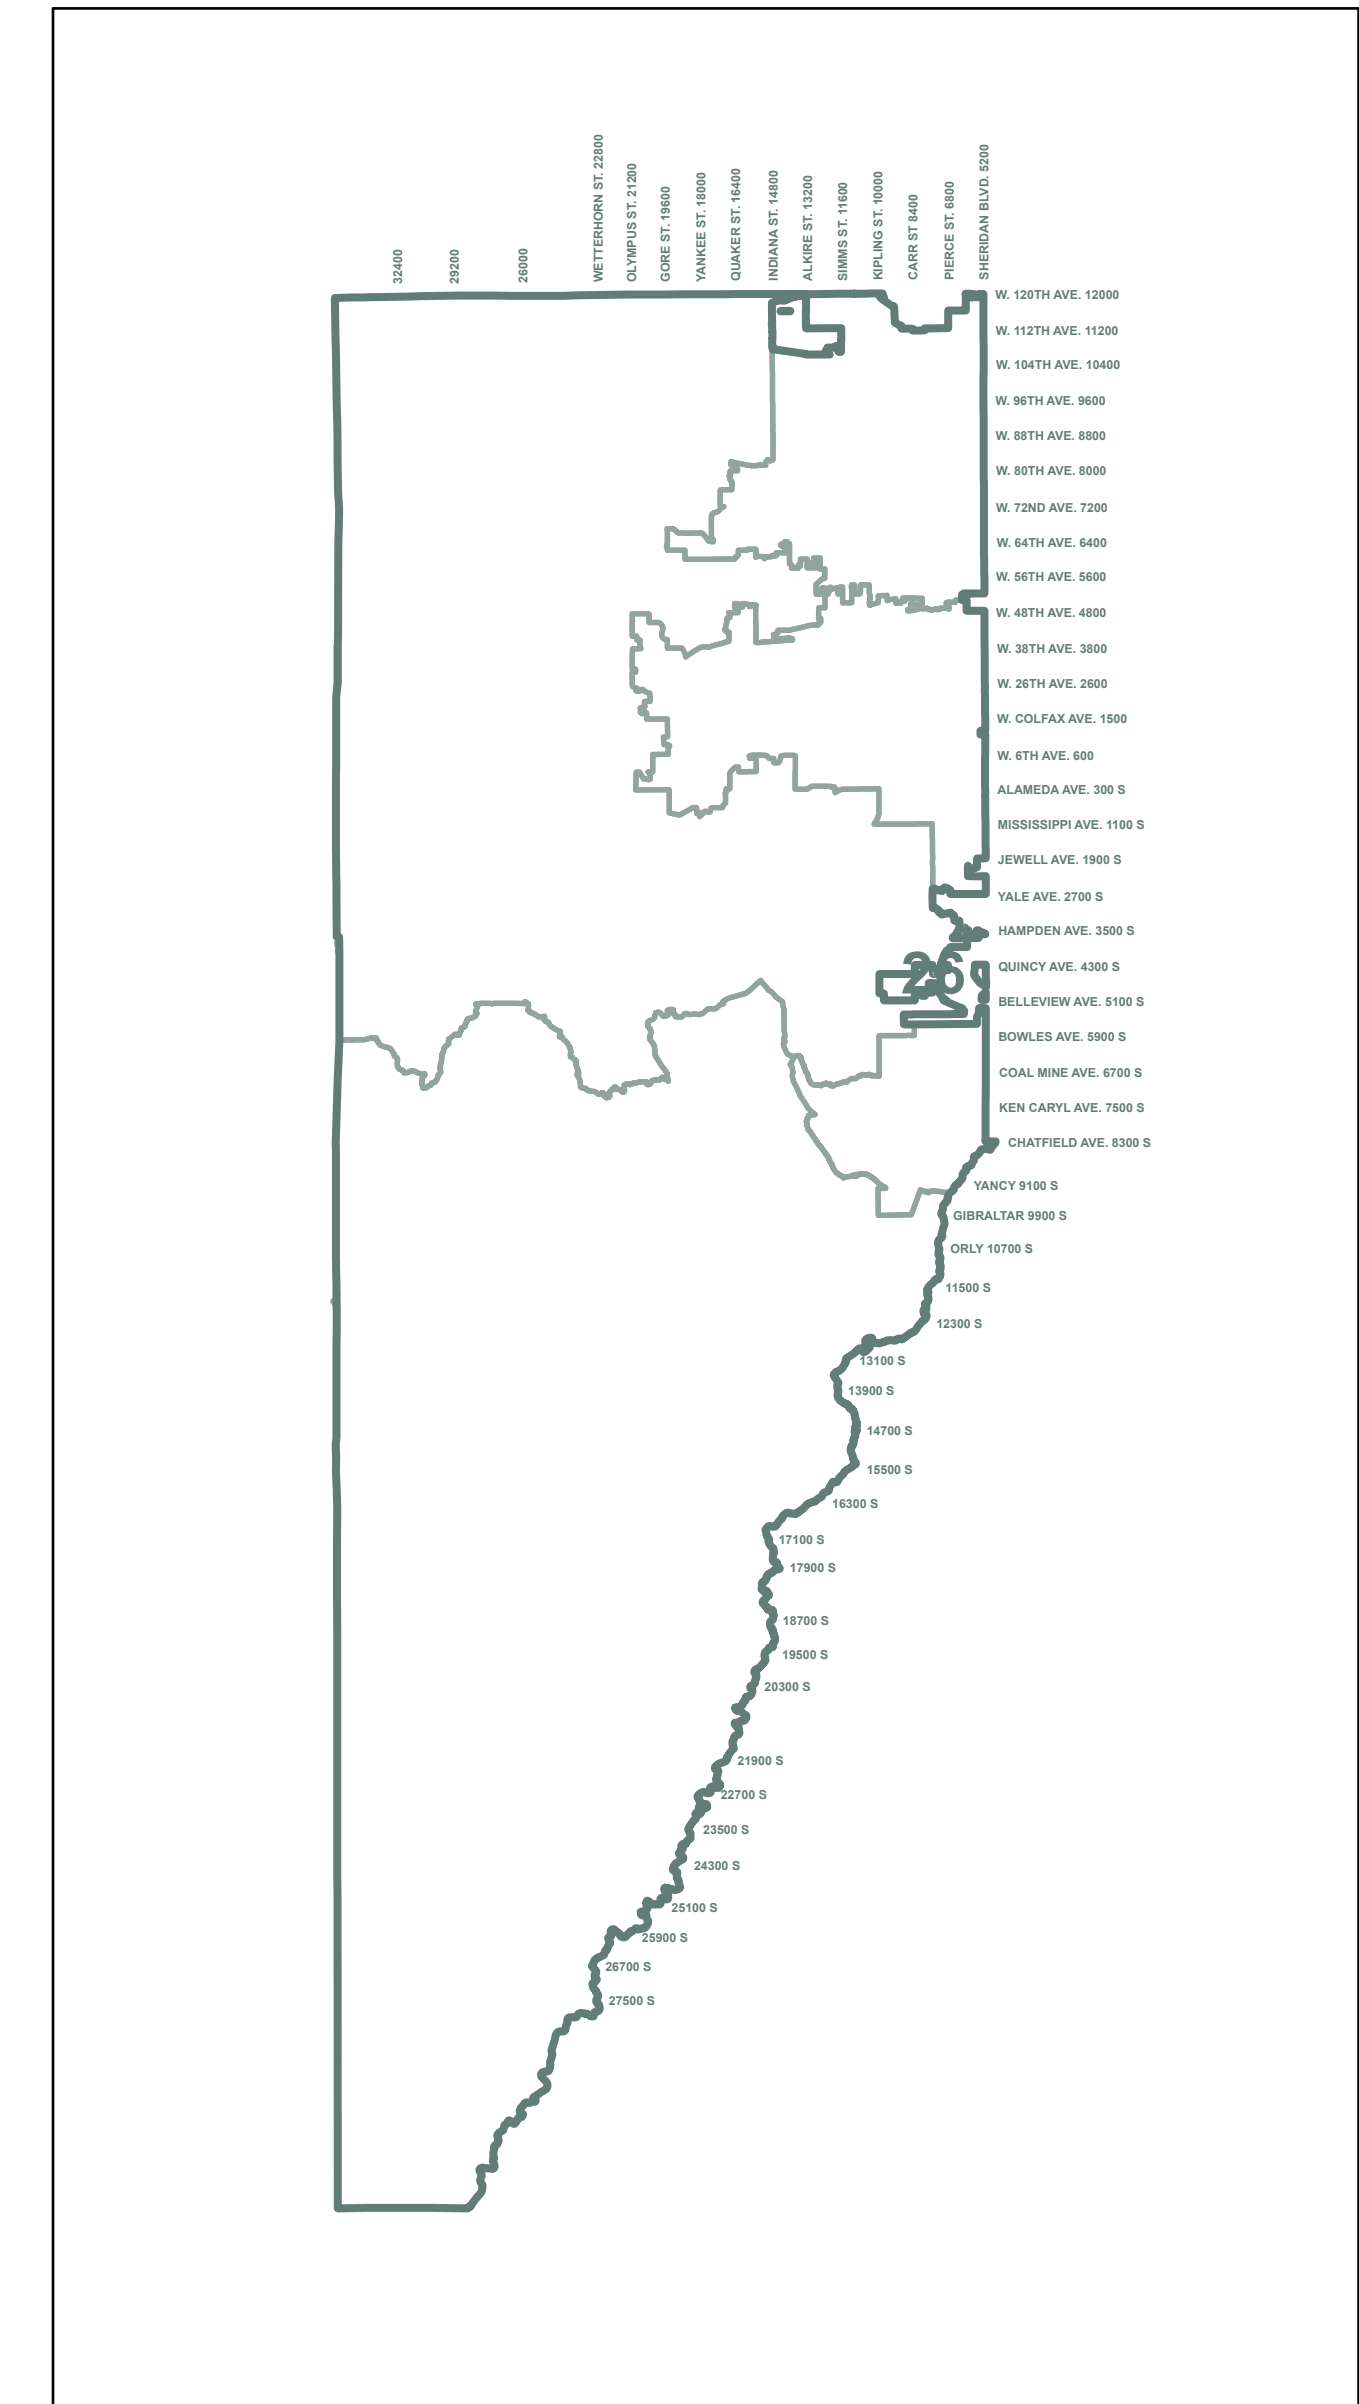 32400
29200
26000
WETTERHORN ST. 22800
OLYMPUS ST. 21200
GORE ST. 19600
YANKEE ST. 18000
QUAKER ST. 16400
INDIANA ST. 14800
ALKIRE ST. 13200
SIMMS ST. 11600
KIPLING ST. 10000
CARR ST 8400
PIERCE ST. 6800
SHERIDAN BLVD. 5200
W. 120TH AVE. 12000
W. 112TH AVE. 11200
W. 104TH AVE. 10400
W. 96TH AVE. 9600
W. 88TH AVE. 8800
W. 80TH AVE. 8000
W. 72ND AVE. 7200
W. 64TH AVE. 6400
W. 56TH AVE. 5600
W. 48TH AVE. 4800
W. 38TH AVE. 3800
W. 26TH AVE. 2600
W. COLFAX AVE. 1500
W. 6TH AVE. 600
ALAMEDA AVE. 300 S
MISSISSIPPI AVE. 1100 S
JEWELL AVE. 1900 S
YALE AVE. 2700 S
HAMPDEN AVE. 3500 S
26
QUINCY AVE. 4300 S
BELLEVIEW AVE. 5100 S
BOWLES AVE. 5900 S
COAL MINE AVE. 6700 S
KEN CARYL AVE. 7500 S
CHATFIELD AVE. 8300 S
YANCY 9100 S
GIBRALTAR 9900 S
ORLY 10700 S
11500 S
12300 S
13100 S
13900 S
14700 S
15500 S
16300 S
17100 S
17900 S
18700 S
19500 S
20300 S
21900 S
22700 S
23500 S
24300 S
25100 S
25900 S
26700 S
27500 S